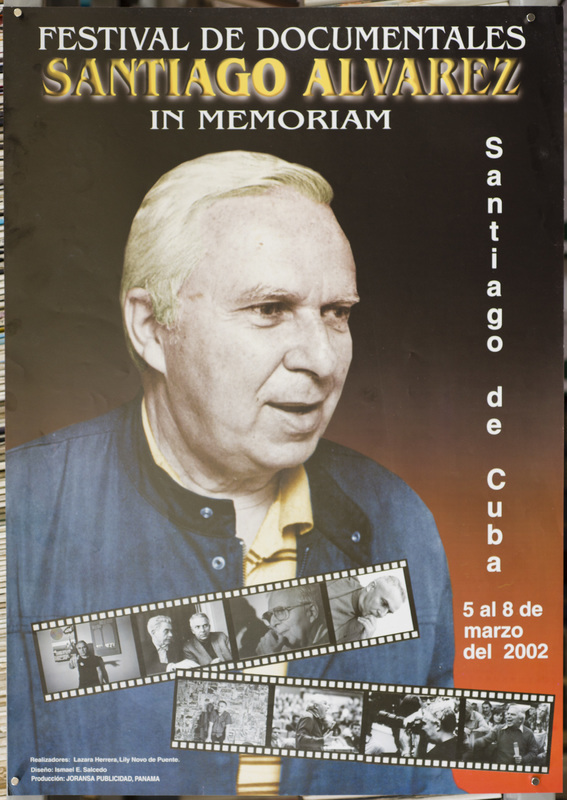 FESTIVAL DE DOCUMENTALES
SANTIAGO ALVAREZ
IN MEMORIAM
Santiago de Cuba
5 al 8 de
marzo
del 2002
Realizadores: Lazara Herrera, Lily Novo de Puente.
Diseño: Ismael E. Salcedo
Producción: JORANSA PUBLICIDAD, PANAMA